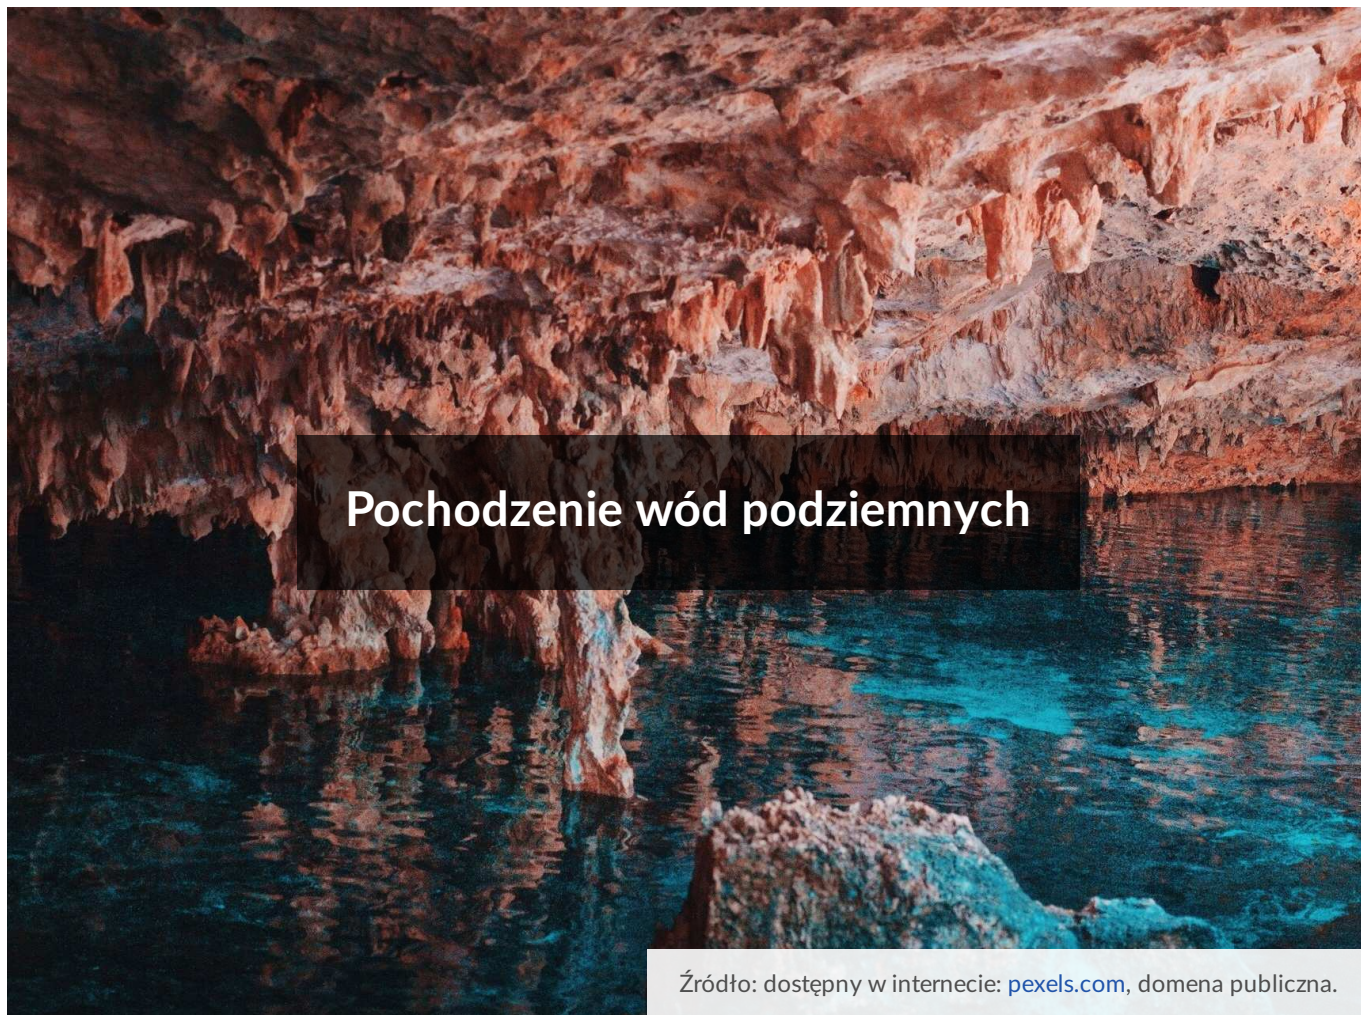 Pochodzenie wód podziemnych
Źródło: dostępny w internecie: pexels.com, domena publiczna.